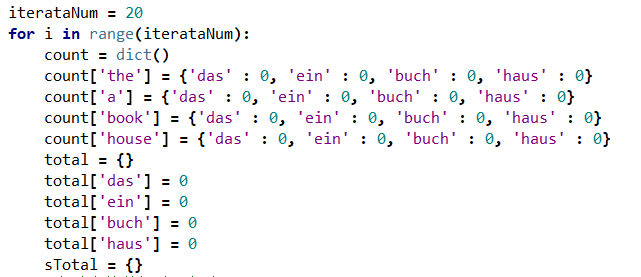 iterataNum = 20
for i in range(iterataNum):
    count = dict()
    count['the'] = {'das' : 0, 'ein' : 0, 'buch' : 0, 'haus' : 0}
    count['a'] = {'das' : 0, 'ein' : 0, 'buch' : 0, 'haus' : 0}
    count['book'] = {'das' : 0, 'ein' : 0, 'buch' : 0, 'haus' : 0}
    count['house'] = {'das' : 0, 'ein' : 0, 'buch' : 0, 'haus' : 0}
    total = {}
    total['das'] = 0
    total['ein'] = 0
    total['buch'] = 0
    total['haus'] = 0
    sTotal = {}